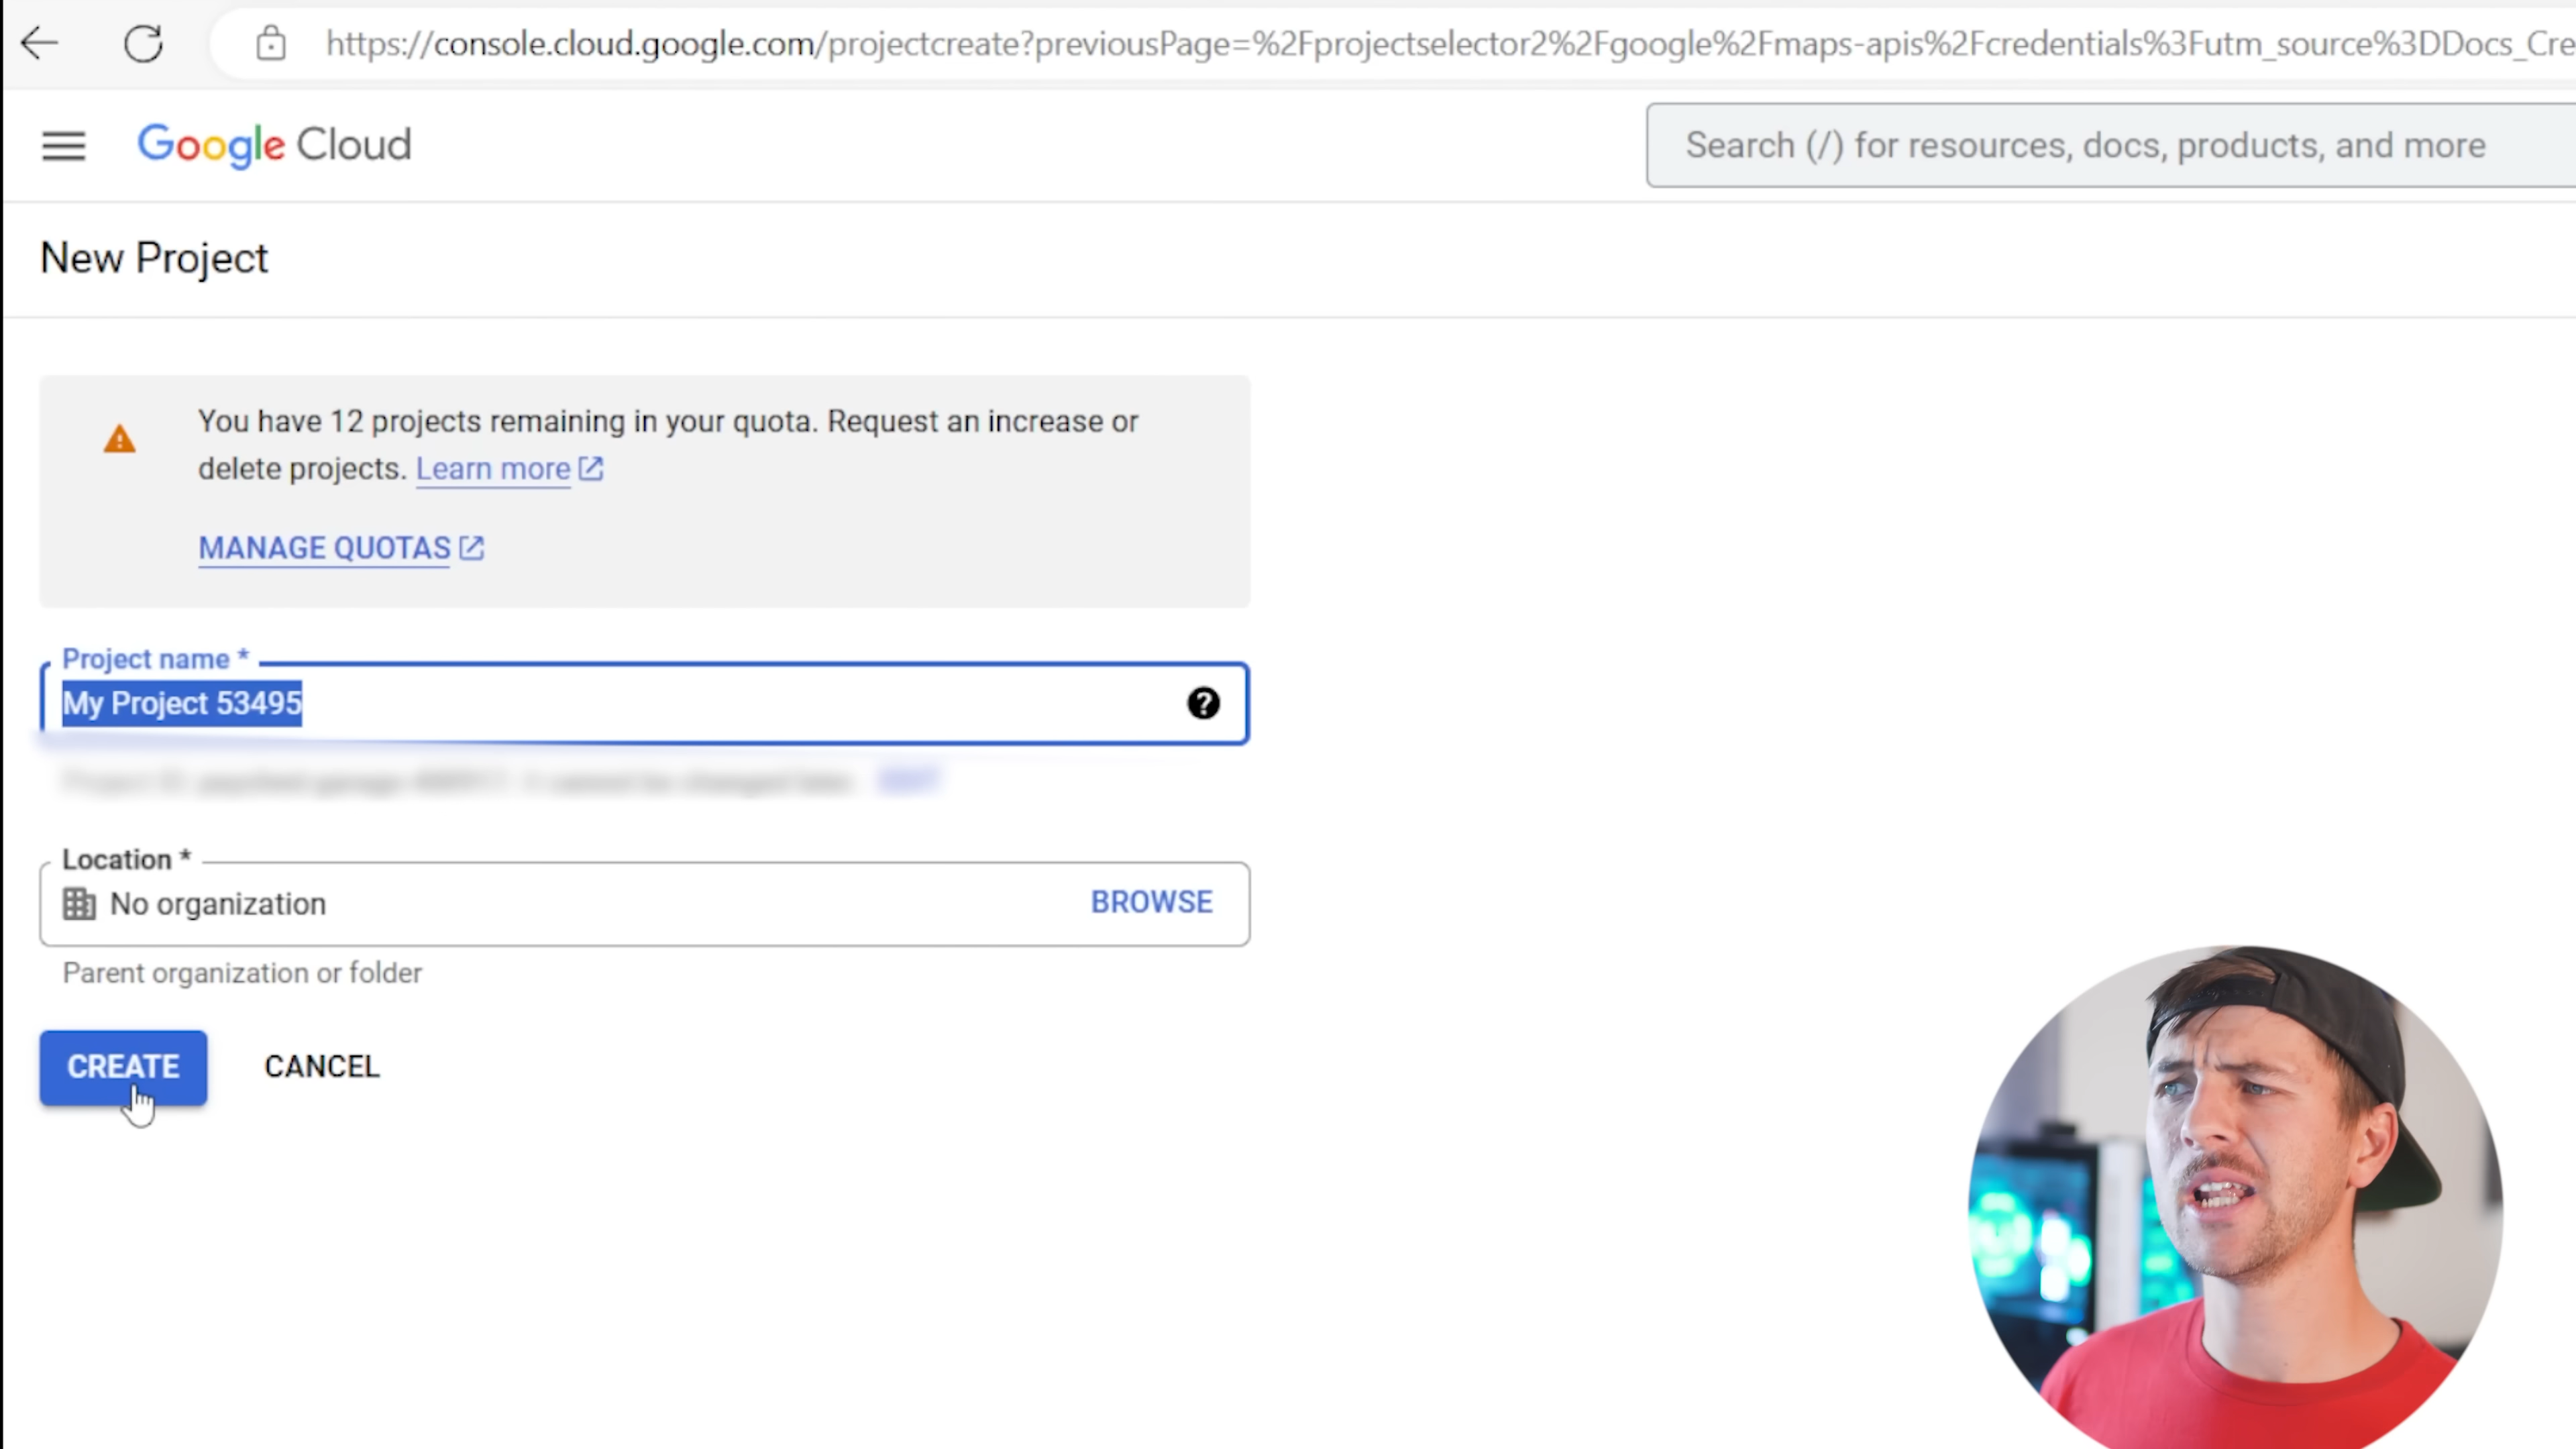 https://console.cloud.google.com/projectcreate?previousPage=%2Fprojectselector2%2Fgoogle%2Fmaps-apis%2Fcredentials%3Futm_source%3DDocs_Cre
Google Cloud
Search (/) for resources, docs, products, and more
New Project
You have 12 projects remaining in your quota. Request an increase or
delete projects. Learn more
MANAGE QUOTAS
Project name *
My Project 53495
Location *
No organization
BROWSE
Parent organization or folder
CREATE
CANCEL